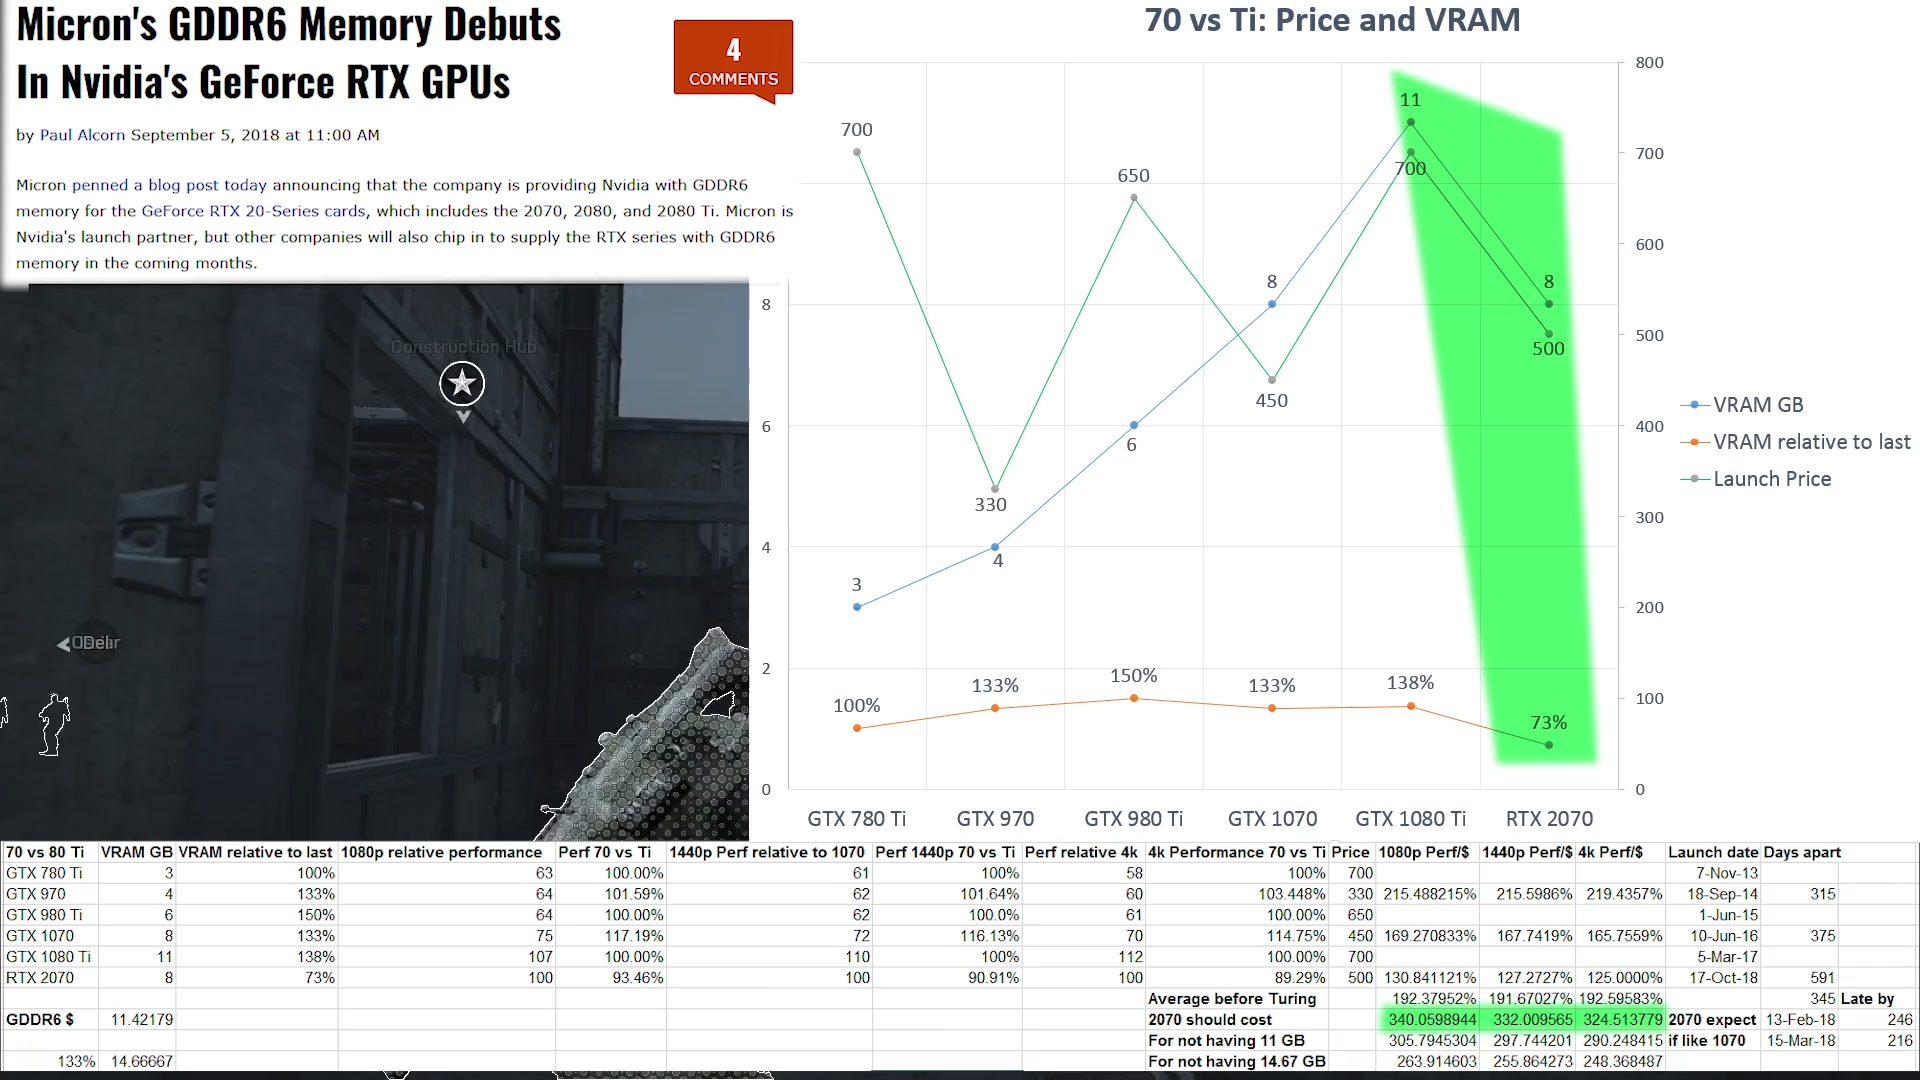 Micron's GDDR6 Memory Debuts
In Nvidia's GeForce RTX GPUs
4
COMMENTS
by Paul Alcorn September 5, 2018 at 11:00 AM
Micron penned a blog post today announcing that the company is providing Nvidia with GDDR6
memory for the GeForce RTX 20-Series cards, which includes the 2070, 2080, and 2080 Ti. Micron is
Nvidia's launch partner, but other companies will also chip in to supply the RTX series with GDDR6
memory in the coming months.
Construction Hub
70 vs Ti: Price and VRAM
800
11
700
700
700
650
600
8
8
8
500
500
450
6
6
400
330
300
4
4
3
200
2
150%
138%
133%
133%
100%
100
73%
0
0
GTX 780 Ti GTX 970 GTX 980 Ti GTX 1070 GTX 1080 Ti RTX 2070
VRAM GB
VRAM relative to last
Launch Price
70 vs 80 Ti VRAM GB VRAM relative to last 1080p relative performance Perf 70 vs Ti 1440p Perf relative to 1070 Perf 1440p 70 vs Ti Perf relative 4k 4k Performance 70 vs Ti Price 1080p Perf/$ 1440p Perf/$ 4k Perf/$ Launch date Days apart
GTX 780 Ti 3 100% 63 100.00% 61 100% 58 100% 700 7-Nov-13
GTX 970 4 133% 64 101.59% 62 101.64% 60 103.448% 330 215.488215% 215.5986% 219.4357% 18-Sep-14 315
GTX 980 Ti 6 150% 64 100.00% 62 100.0% 61 100.00% 650 1-Jun-15
GTX 1070 8 133% 75 117.19% 72 116.13% 70 114.75% 450 169.270833% 167.7419% 165.7559% 10-Jun-16 375
GTX 1080 Ti 11 138% 107 100.00% 110 100% 112 100.00% 700 5-Mar-17
RTX 2070 8 73% 100 93.46% 100 90.91% 100 89.29% 500 130.841121% 127.2727% 125.0000% 17-Oct-18 591
Average before Turing 192.37952% 191.67027% 192.59583% 345 Late by
GDDR6 $ 11.42179 2070 should cost 340.0598944 332.009565 324.513779 2070 expect 13-Feb-18 246
For not having 11 GB 305.7945304 297.744201 290.248415 if like 1070 15-Mar-18 216
133% 14.66667 For not having 14.67 GB 263.914603 255.864273 248.368487